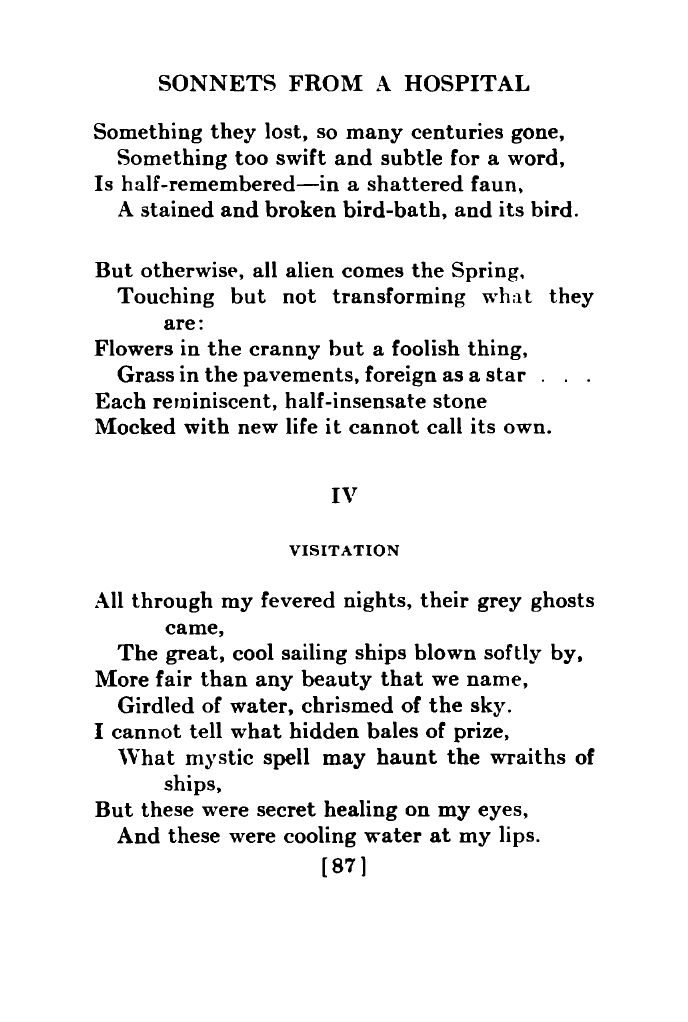 SONNETS FROM A HOSPITAL
Something they lost, so many centuries gone,
Something too swift and subtle for a word,
Is half-remembered—in a shattered faun,
A stained and broken bird-bath, and its bird.
But otherwise, all alien comes the Spring,
Touching but not transforming what they
are:
Flowers in the cranny but a foolish thing,
Grass in the pavements, foreign as a star . . .
Each reminiscent, half-insensate stone
Mocked with new life it cannot call its own.
IV
VISITATION
All through my fevered nights, their grey ghosts
came,
The great, cool sailing ships blown softly by,
More fair than any beauty that we name,
Girdled of water, chrismed of the sky.
I cannot tell what hidden bales of prize,
What mystic spell may haunt the wraiths of
ships,
But these were secret healing on my eyes,
And these were cooling water at my lips.
[87]